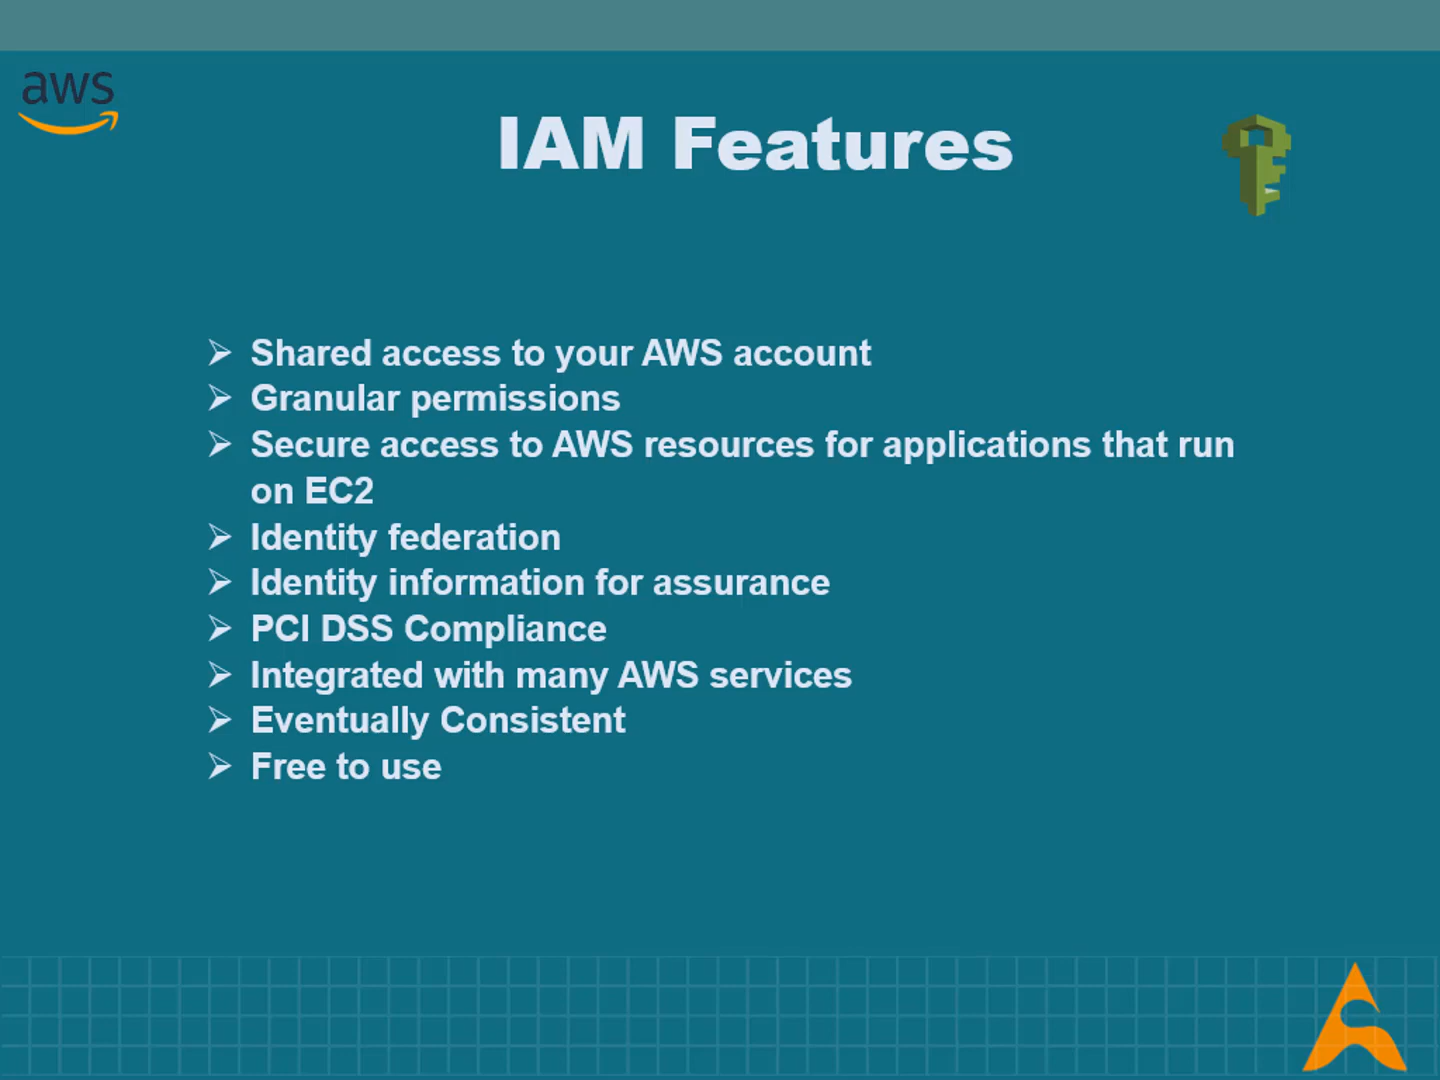 aws
IAM Features
Shared access to your AWS account
Granular permissions
Secure access to AWS resources for applications that run
on EC2
Identity federation
Identity information for assurance
PCI DSS Compliance
Integrated with many AWS services
Eventually Consistent
Free to use